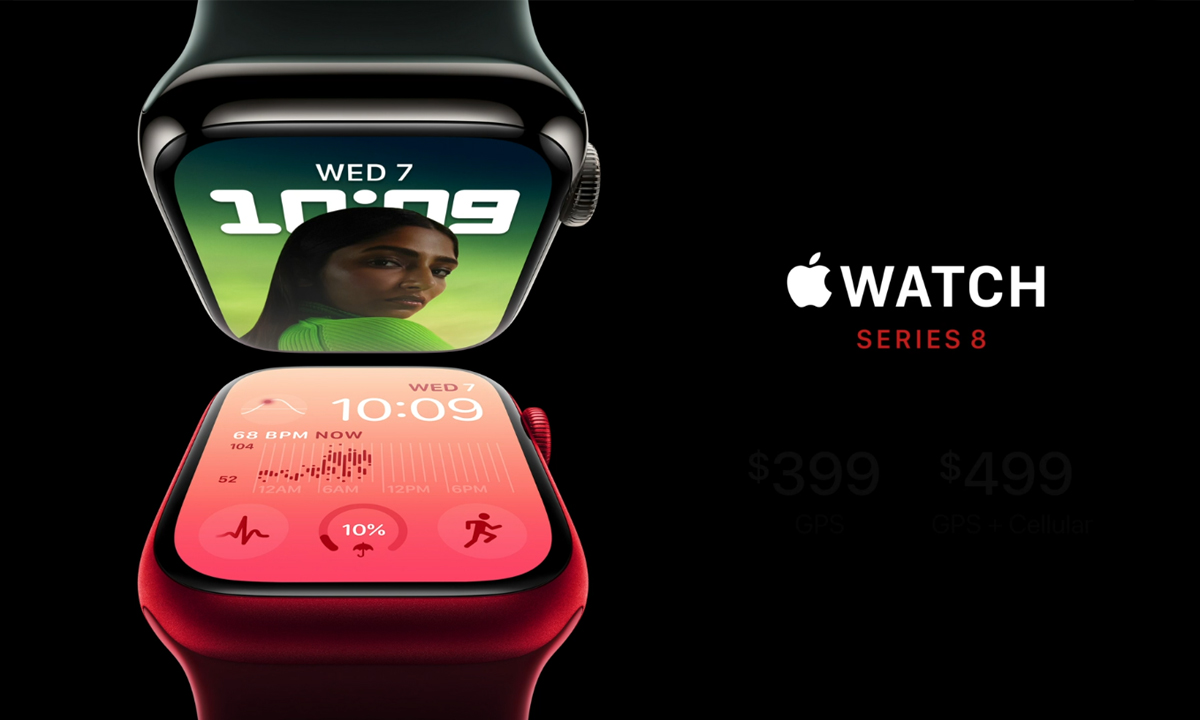 WED 7
10:09
WED 7
10:09
68 BPM NOW
104
52
12AM 6AM 12PM 6PM
10%
WATCH
SERIES 8
$399 $499
GPS GPS + Cellular